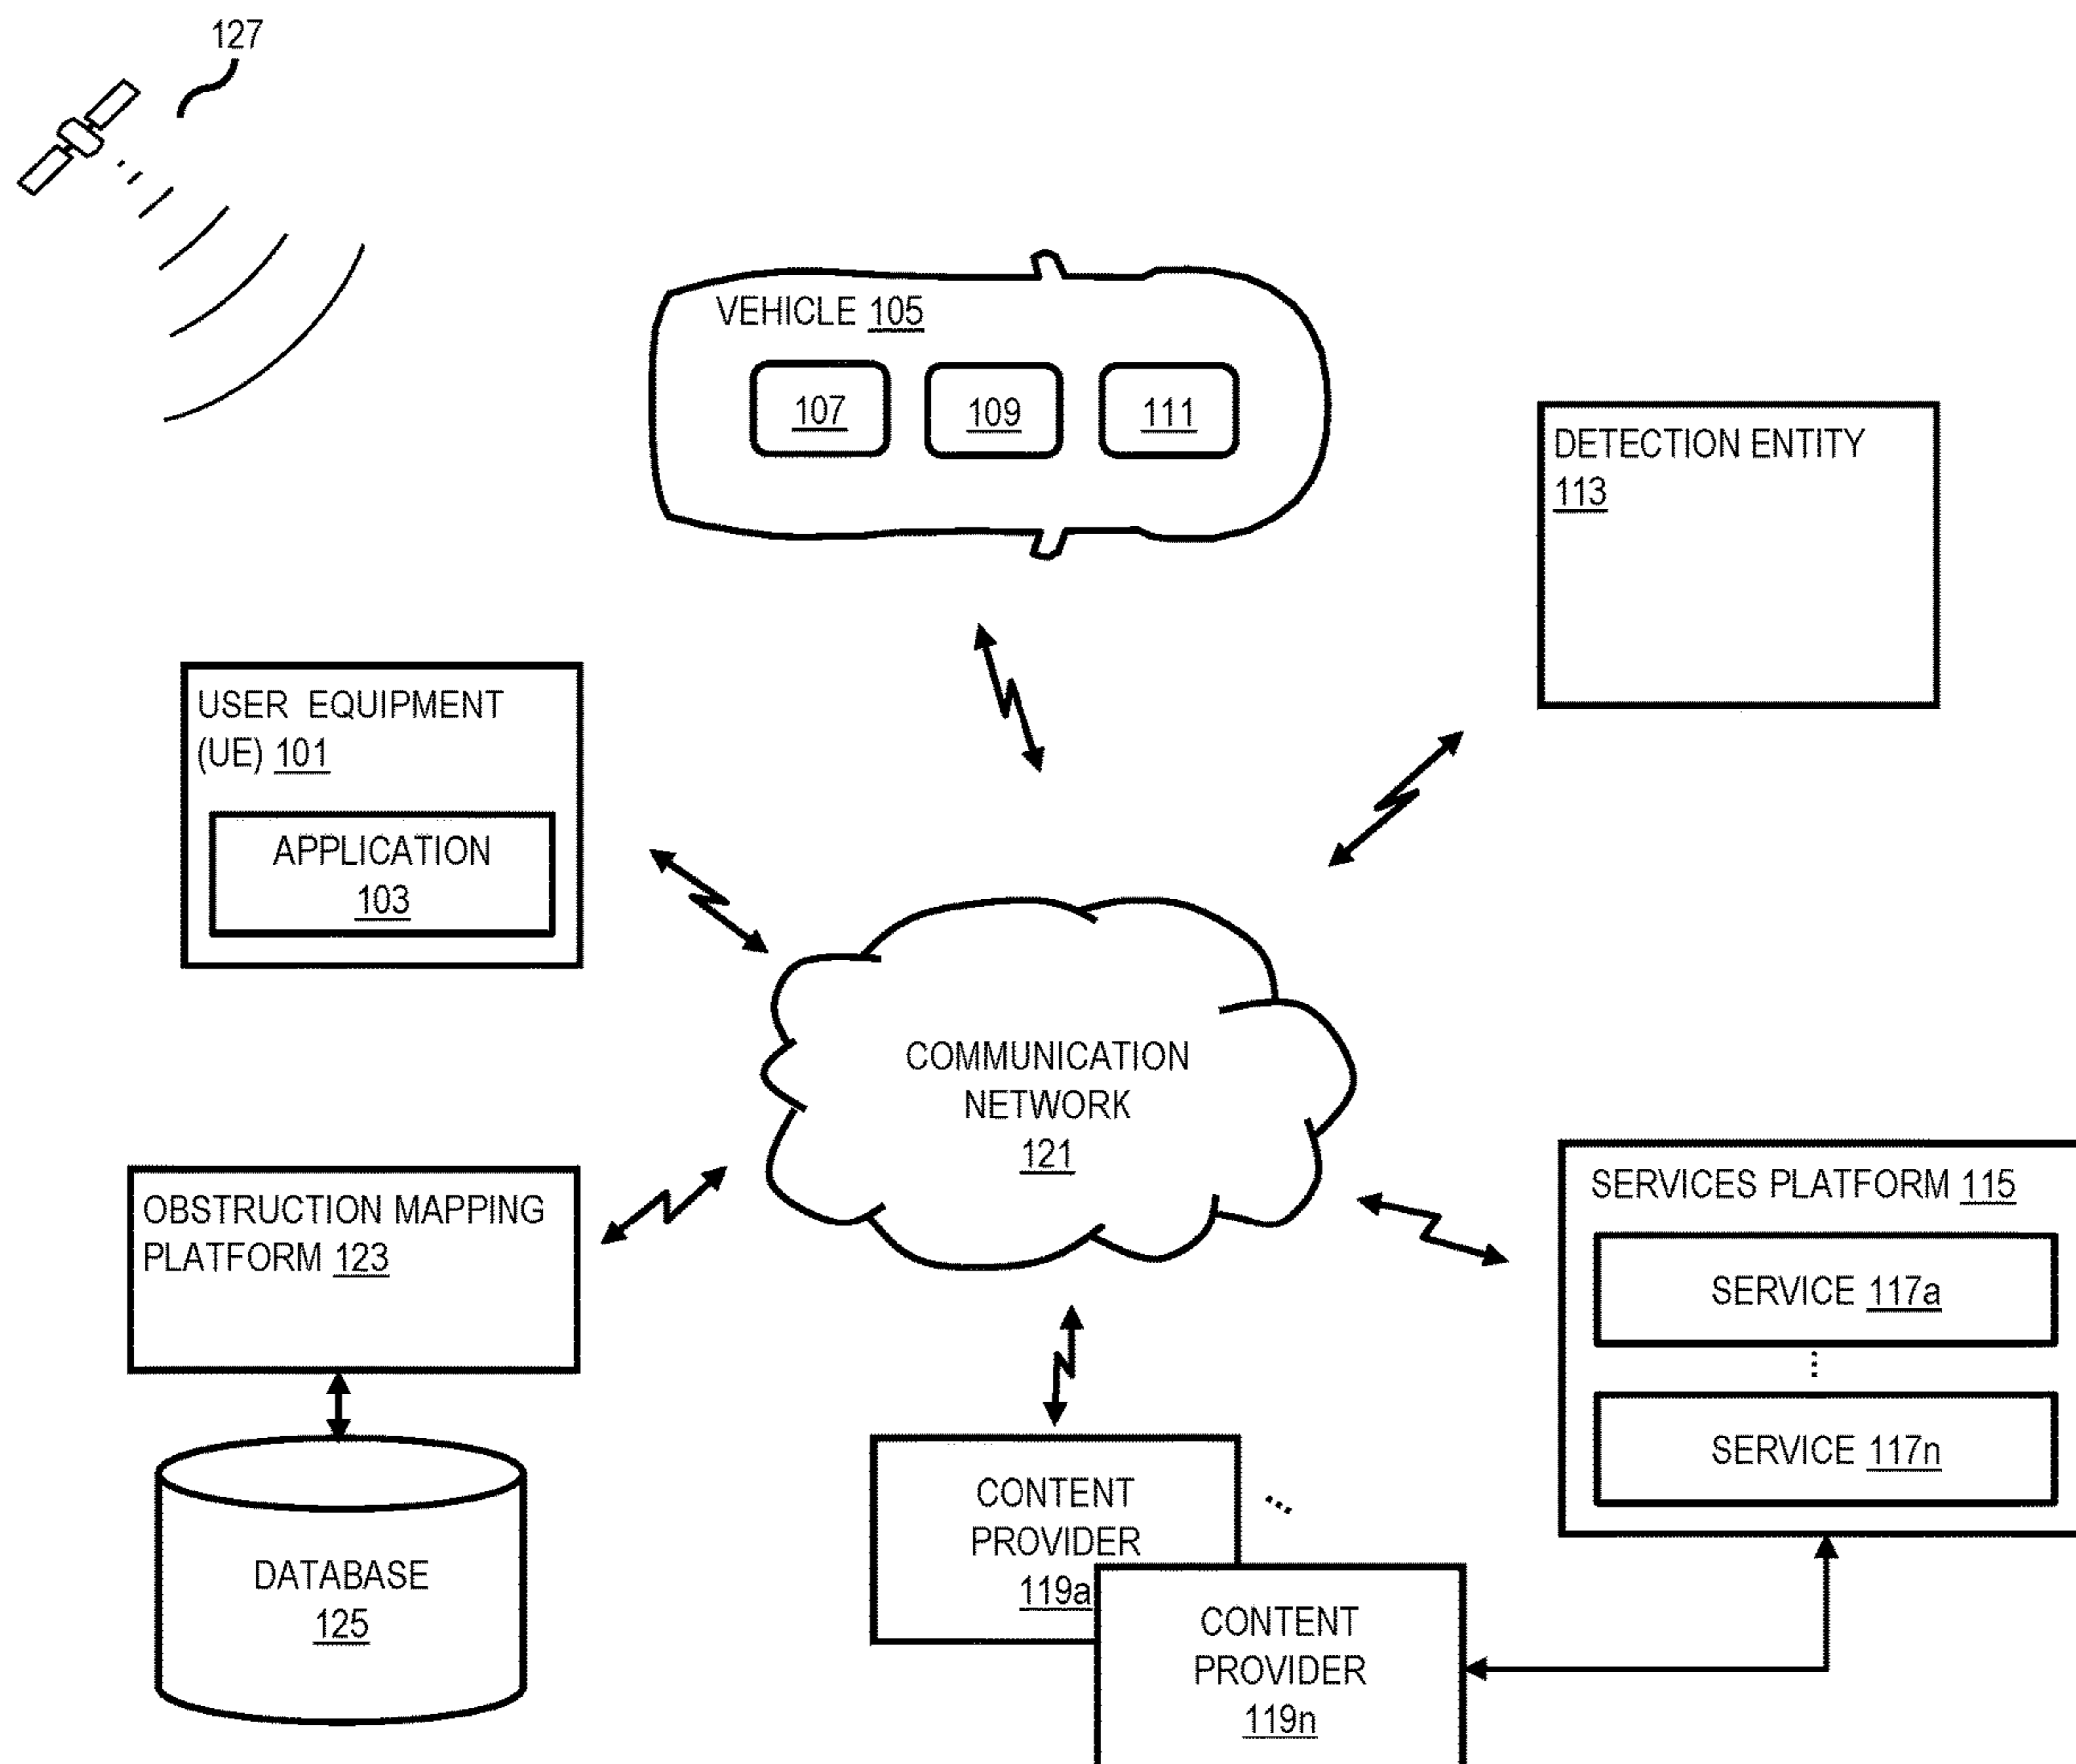 127
VEHICLE 105
107
109
111
DETECTION ENTITY
113
USER EQUIPMENT
(UE) 101
APPLICATION
103
COMMUNICATION
NETWORK
121
OBSTRUCTION MAPPING
PLATFORM 123
SERVICES PLATFORM 115
SERVICE 117a
⋮
SERVICE 117n
DATABASE
125
CONTENT
PROVIDER
119a
...
CONTENT
PROVIDER
119n